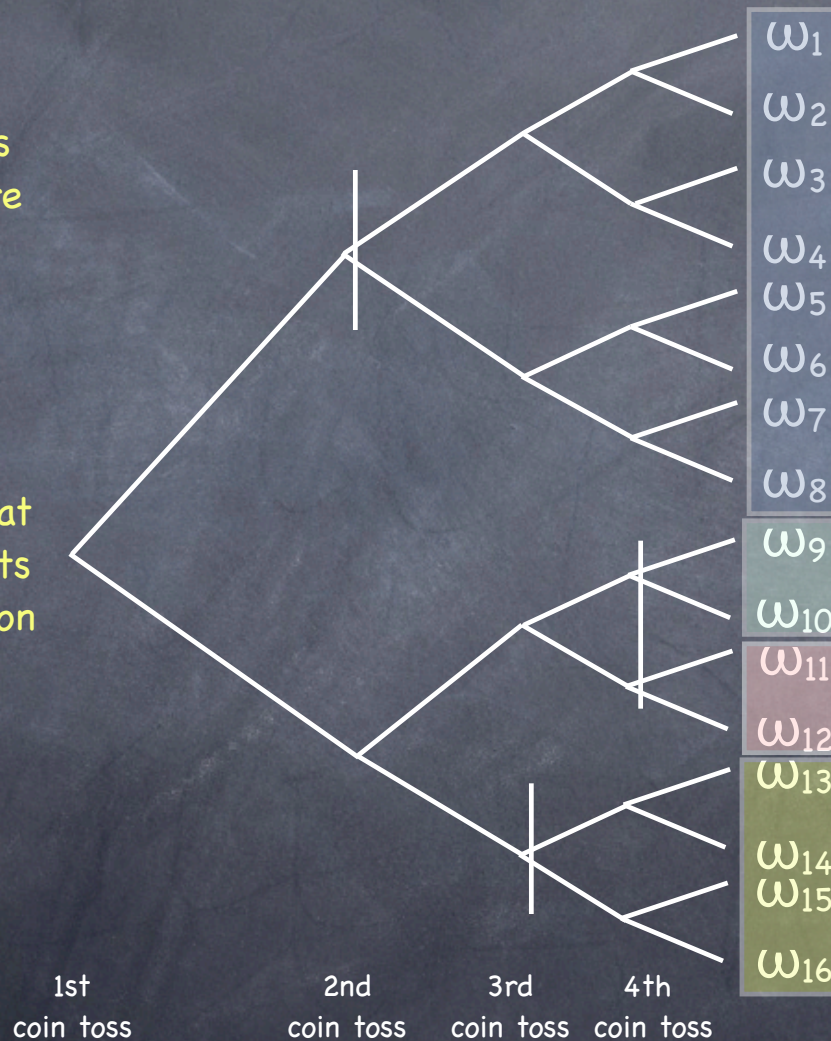 s
re
at
ts
on
ω1
ω2
ω3
ω4
ω5
ω6
ω7
ω8
ω9
ω10
ω11
ω12
ω13
ω14
ω15
ω16
1st
coin toss
2nd
coin toss
3rd
coin toss
4th
coin toss